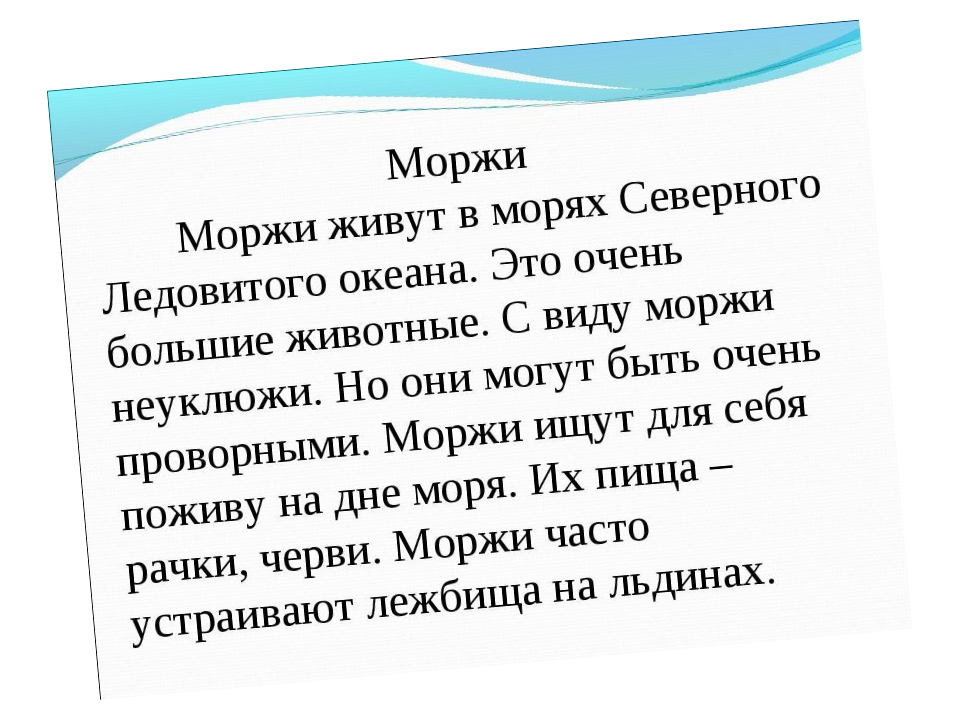 Моржи
Моржи живут в морях Северного
Ледовитого океана. Это очень
большие животные. С виду моржи
неуклюжи. Но они могут быть очень
проворными. Моржи ищут для себя
поживу на дне моря. Их пища –
рачки, черви. Моржи часто
устраивают лежбища на льдинах.